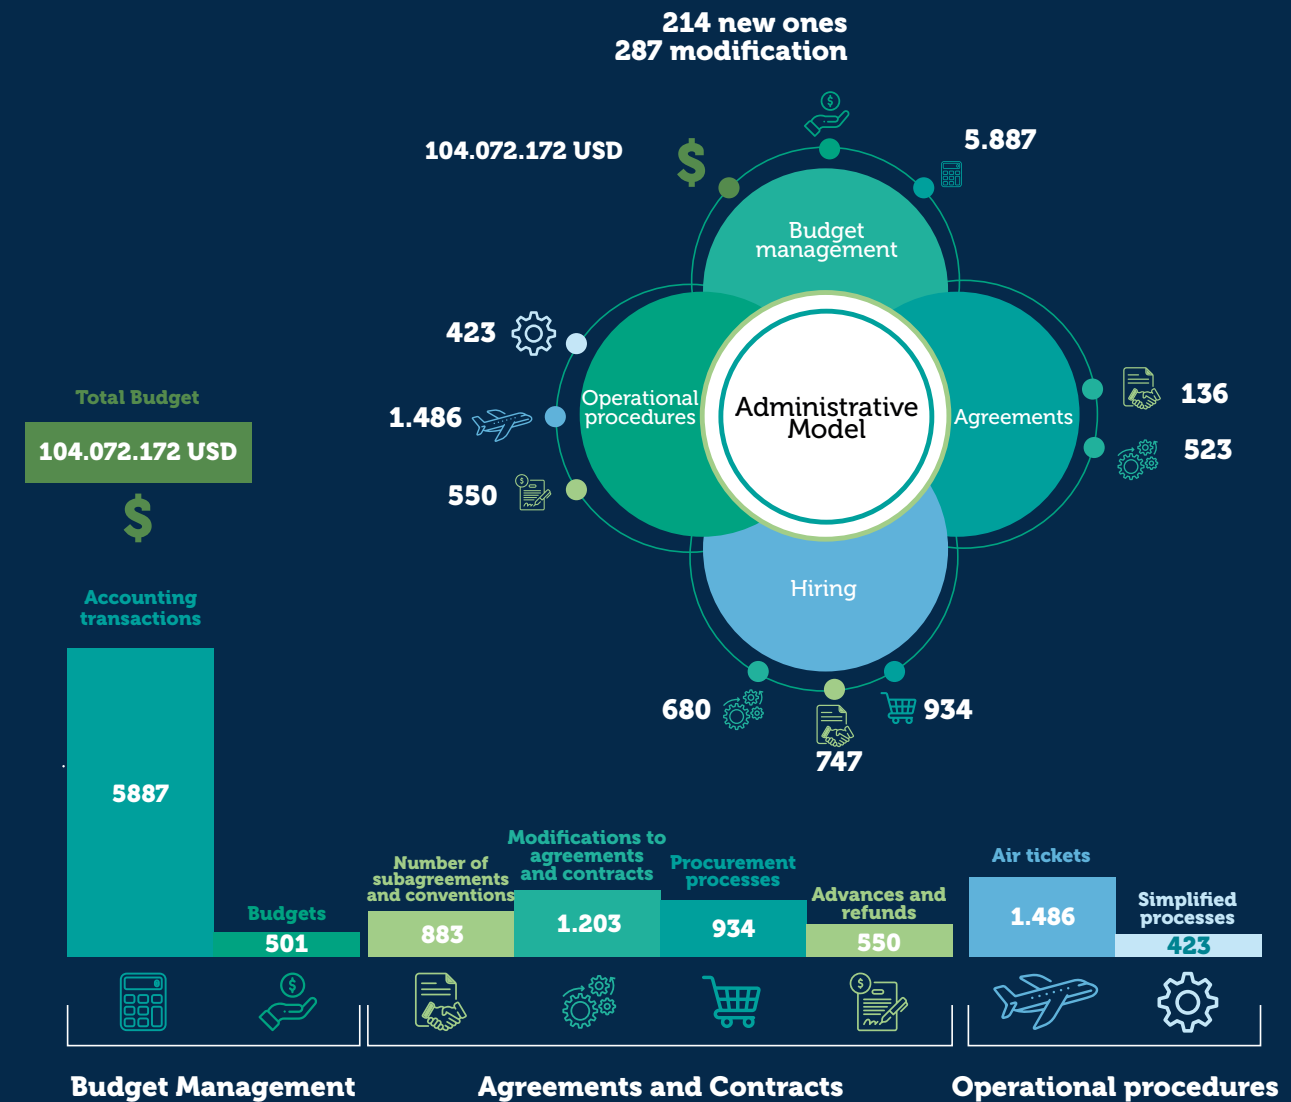 214 new ones
287 modification
104.072.172 USD
5.887
Budget
management
423
1.486
550
Operational
procedures
Administrative
Model
Agreements
136
523
Hiring
680
747
934
Total Budget
104.072.172 USD
Accounting
transactions
5887
Budgets
501
Number of
subagreements
and conventions
883
Modifications to
agreements
and contracts
1.203
Procurement
processes
934
Advances and
refunds
550
Air tickets
1.486
Simplified
processes
423
Budget Management
Agreements and Contracts
Operational procedures